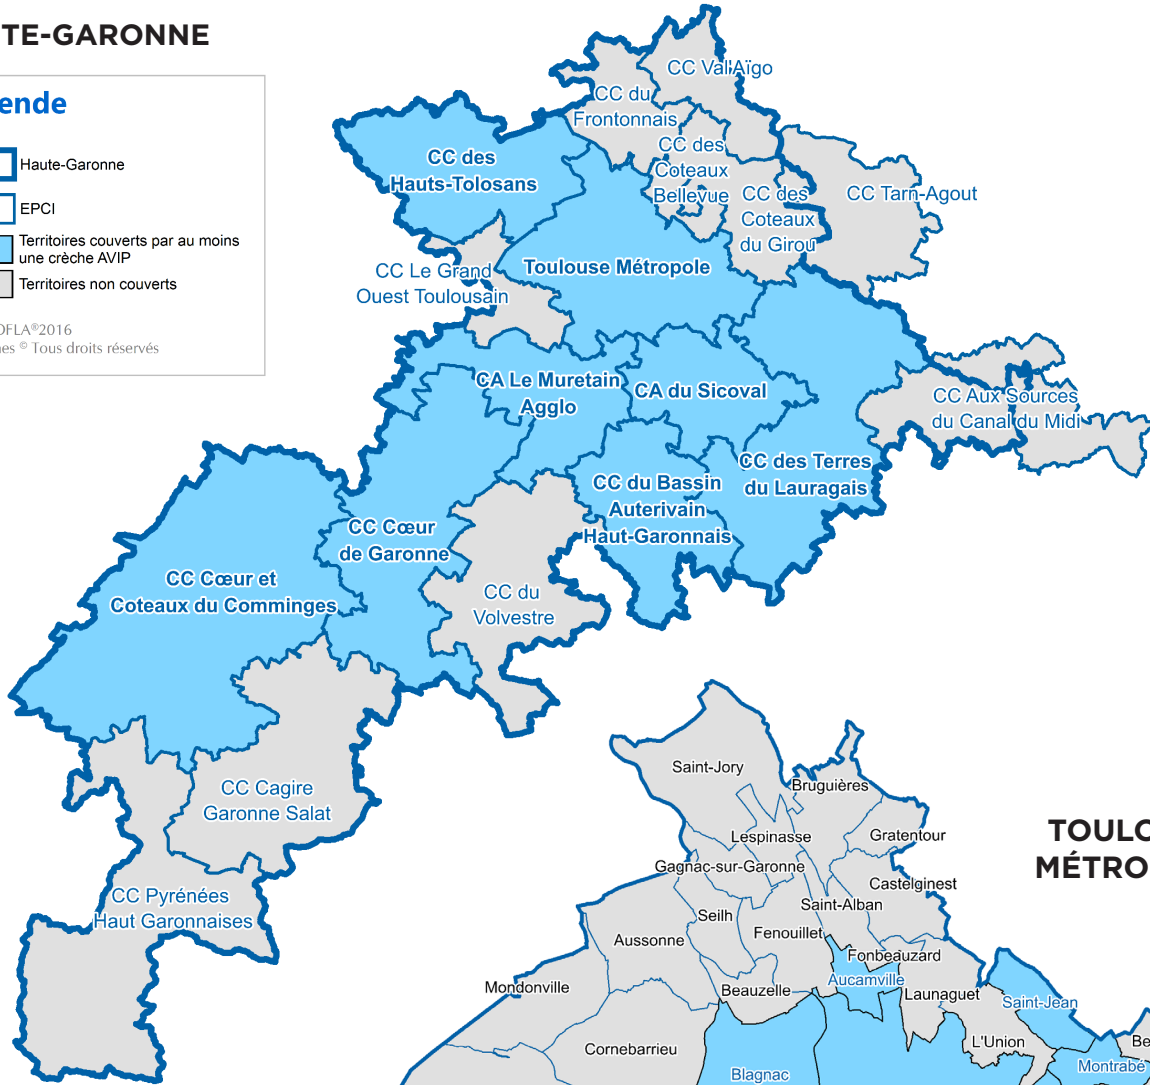 TE-GARONNE
ende
Haute-Garonne
EPCI
Territoires couverts par au moins
une crèche AVIP
Territoires non couverts
OFLA®2016
nes © Tous droits réservés
CC Val'Aïgo
CC du
Frontonnais
CC des
Hauts-Tolosans
CC des
Coteaux
Bellevue
CC des
Coteaux
du Girou
CC Tarn-Agout
CC Le Grand
Ouest Toulousain
Toulouse Métropole
CA Le Muretain
Agglo
CA du Sicoval
CC Aux Sources
du Canal du Midi
CC des Terres
du Lauragais
CC du Bassin
Auterivain
Haut-Garonnais
CC Cœur
de Garonne
CC Cœur et
Coteaux du Comminges
CC du
Volvestre
CC Cagire
Garonne Salat
CC Pyrénées
Haut Garonnaises
TOULO
MÉTRO
Saint-Jory
Bruguières
Lespinasse
Gratentour
Gagnac-sur-Garonne
Castelginest
Saint-Alban
Seilh
Fenouillet
Aussonne
Fonbeauzard
Mondonville
Beauzelle
Aucamville
Launaguet
Saint-Jean
L'Union
Be
Cornebarrieu
Montrabé
Blagnac